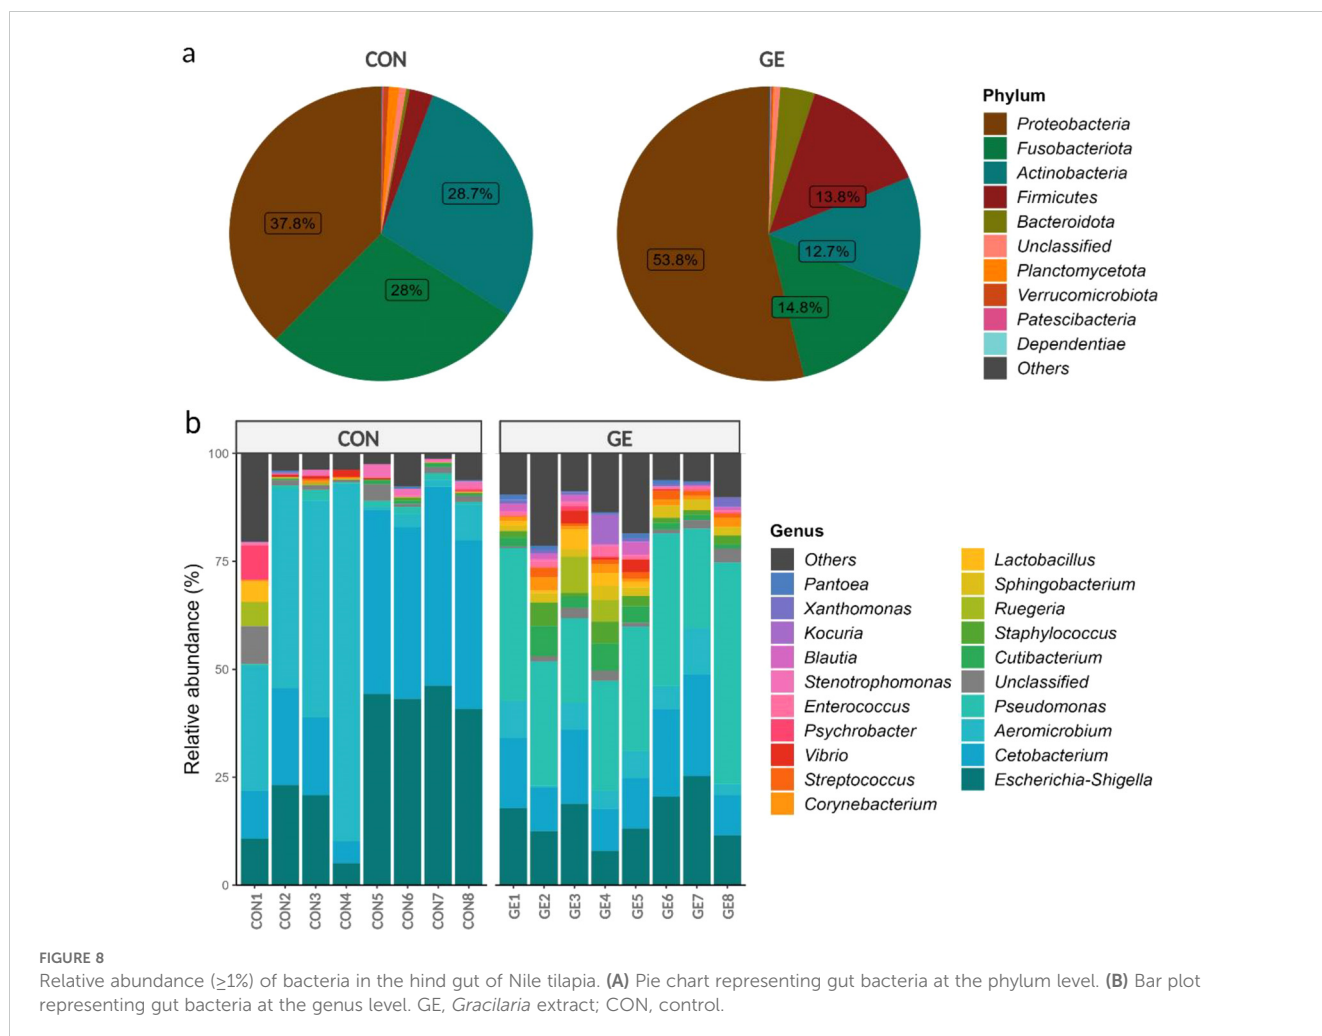 a
CON
GE
37.8%
28.7%
28%
53.8%
13.8%
12.7%
14.8%
Phylum
Proteobacteria
Fusobacteriota
Actinobacteria
Firmicutes
Bacteroidota
Unclassified
Planctomycetota
Verrucomicrobiota
Patescibacteria
Dependentiae
Others
b
CON
GE
Relative abundance (%)
100
75
50
25
0
CON1
CON2
CON3
CON4
CON5
CON6
CON7
CON8
GE1
GE2
GE3
GE4
GE5
GE6
GE7
GE8
Genus
Others
Pantoea
Xanthomonas
Kocuria
Blautia
Stenotrophomonas
Enterococcus
Psychrobacter
Vibrio
Streptococcus
Corynebacterium
Lactobacillus
Sphingobacterium
Ruegeria
Staphylococcus
Cutibacterium
Unclassified
Pseudomonas
Aeromicrobium
Cetobacterium
Escherichia-Shigella
FIGURE 8
Relative abundance (≥1%) of bacteria in the hind gut of Nile tilapia. (A) Pie chart representing gut bacteria at the phylum level. (B) Bar plot
representing gut bacteria at the genus level. GE, Gracilaria extract; CON, control.